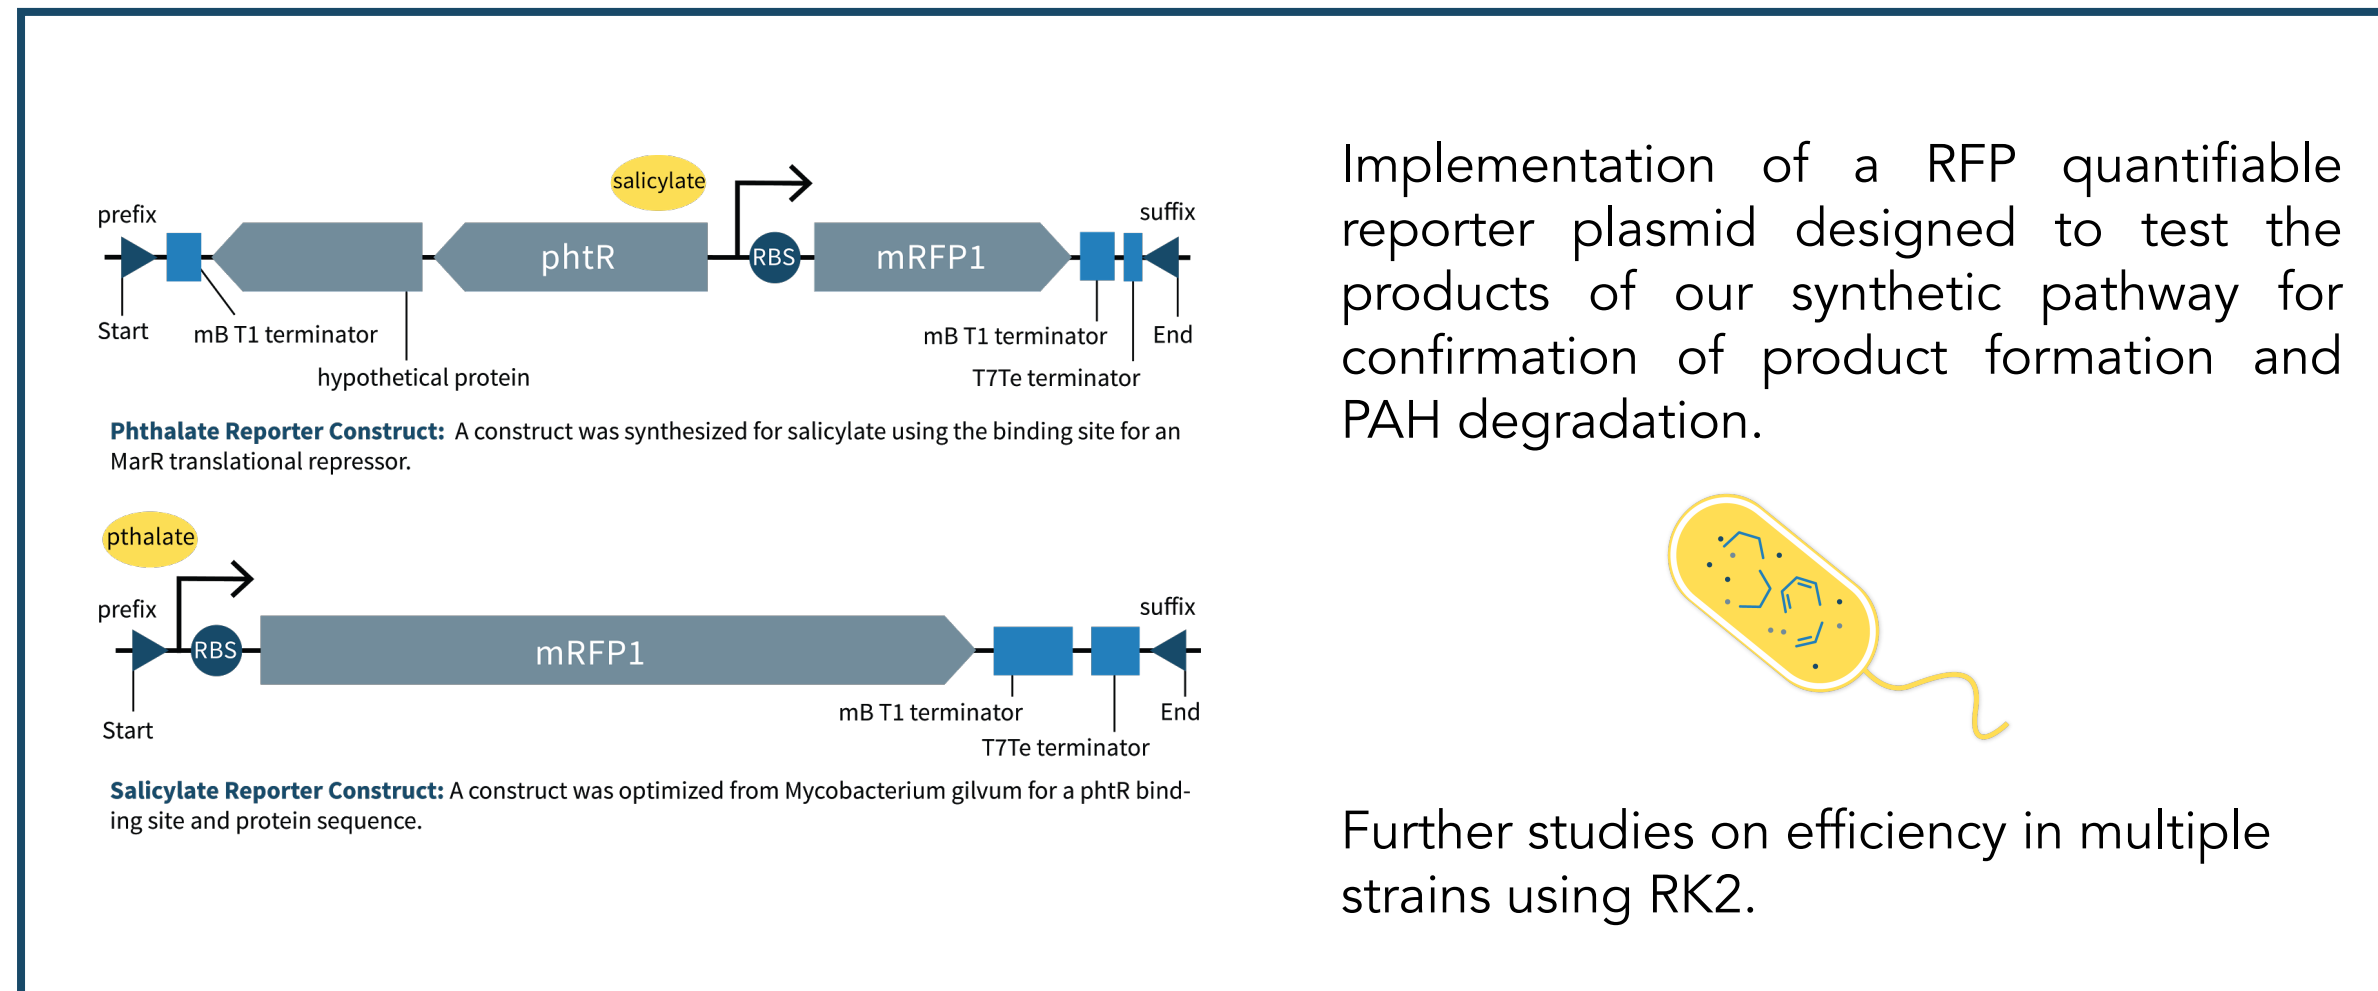 salicylate
prefix
suffix
phtR
RBS
mRFP1
Start
mB T1 terminator
hypothetical protein
mB T1 terminator
End
T7Te terminator
Phthalate Reporter Construct: A construct was synthesized for salicylate using the binding site for an
MarR translational repressor.
pthalate
prefix
suffix
RBS
mRFP1
Start
mB T1 terminator
End
T7Te terminator
Salicylate Reporter Construct: A construct was optimized from Mycobacterium gilvum for a phtR bind-
ing site and protein sequence.
Implementation of a RFP quantifiable
reporter plasmid designed to test the
products of our synthetic pathway for
confirmation of product formation and
PAH degradation.
Further studies on efficiency in multiple
strains using RK2.